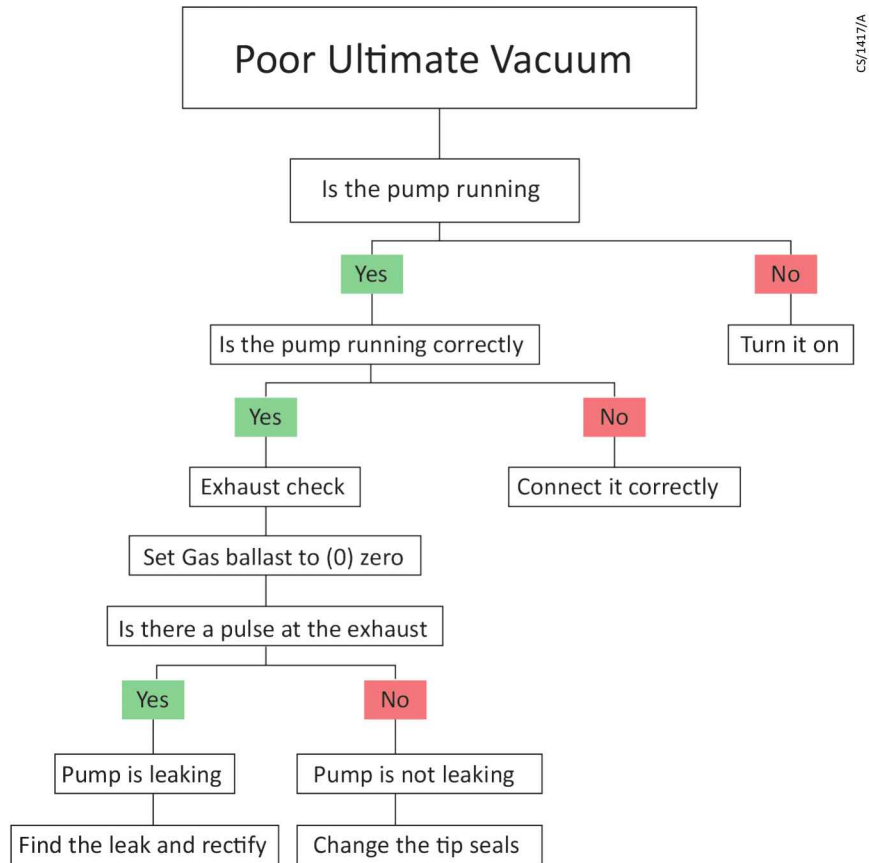 Poor Ultimate Vacuum
CS/1417/A
Is the pump running
Yes
No
Is the pump running correctly
Turn it on
Yes
No
Exhaust check
Connect it correctly
Set Gas ballast to (0) zero
Is there a pulse at the exhaust
Yes
No
Pump is leaking
Pump is not leaking
Find the leak and rectify
Change the tip seals